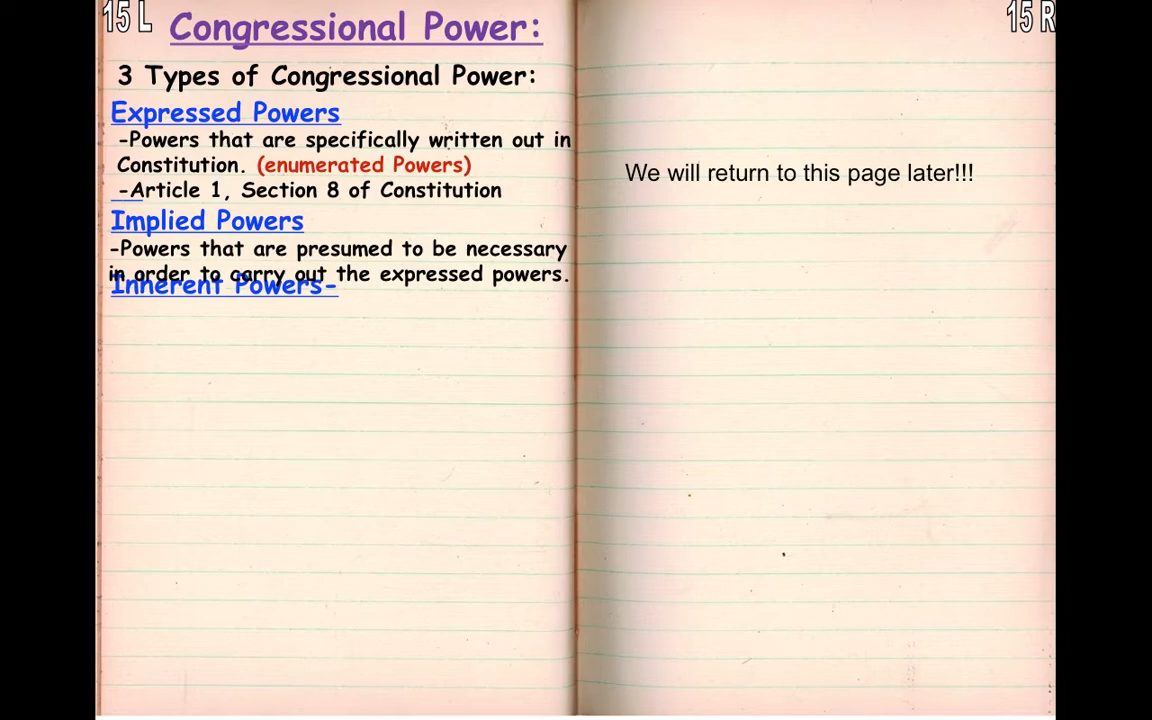 15 L
Congressional Power:
3 Types of Congressional Power:
Expressed Powers
-Powers that are specifically written out in
Constitution. (enumerated Powers)
-Article 1, Section 8 of Constitution
Implied Powers
-Powers that are presumed to be necessary
in order to carry out the expressed powers.
Inherent Powers-
15 R
We will return to this page later!!!